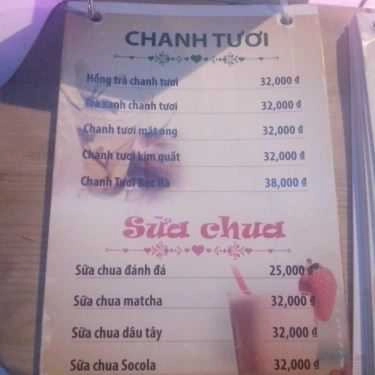 CHANH TƯƠI
Hồng trà chanh tươi 32,000 ₫
Trà xanh chanh tươi 32,000 ₫
Chanh tươi mật ong 32,000 ₫
Chanh tươi kim quất 32,000 ₫
Chanh Tươi Bạc Hà 38,000 ₫
Sữa chua
Sữa chua đánh đá 25,000 ₫
Sữa chua matcha 32,000 ₫
Sữa chua dâu tây 32,000 ₫
Sữa chua Socola 32,000 ₫